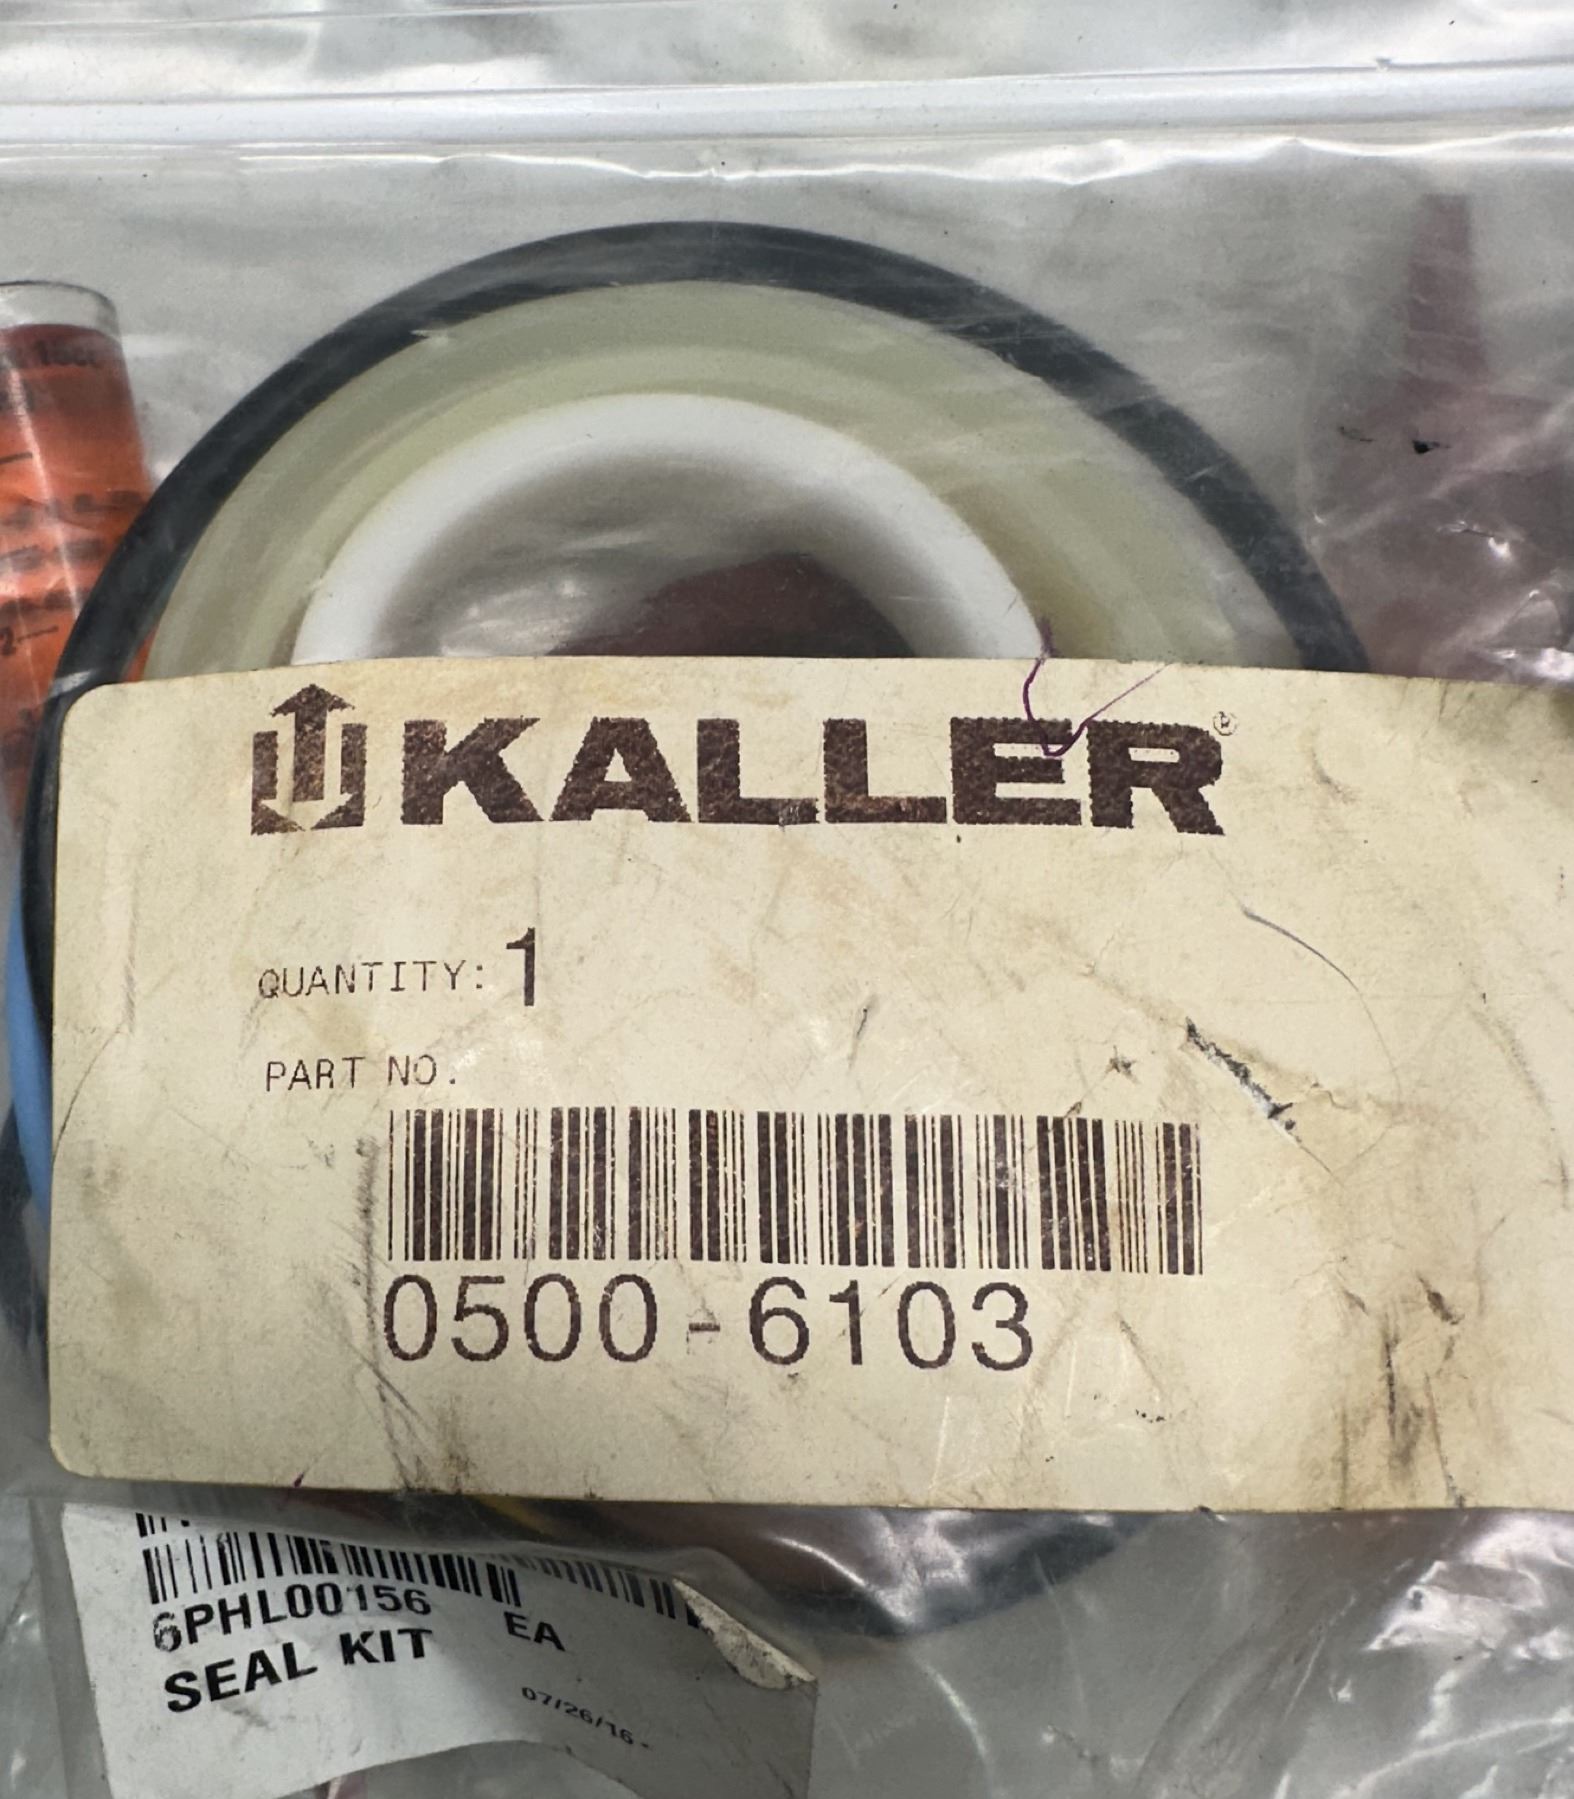 KALLER®
QUANTITY: 1
PART NO.
0500-6103
6PHL00156 EA
SEAL KIT
07/26/16-